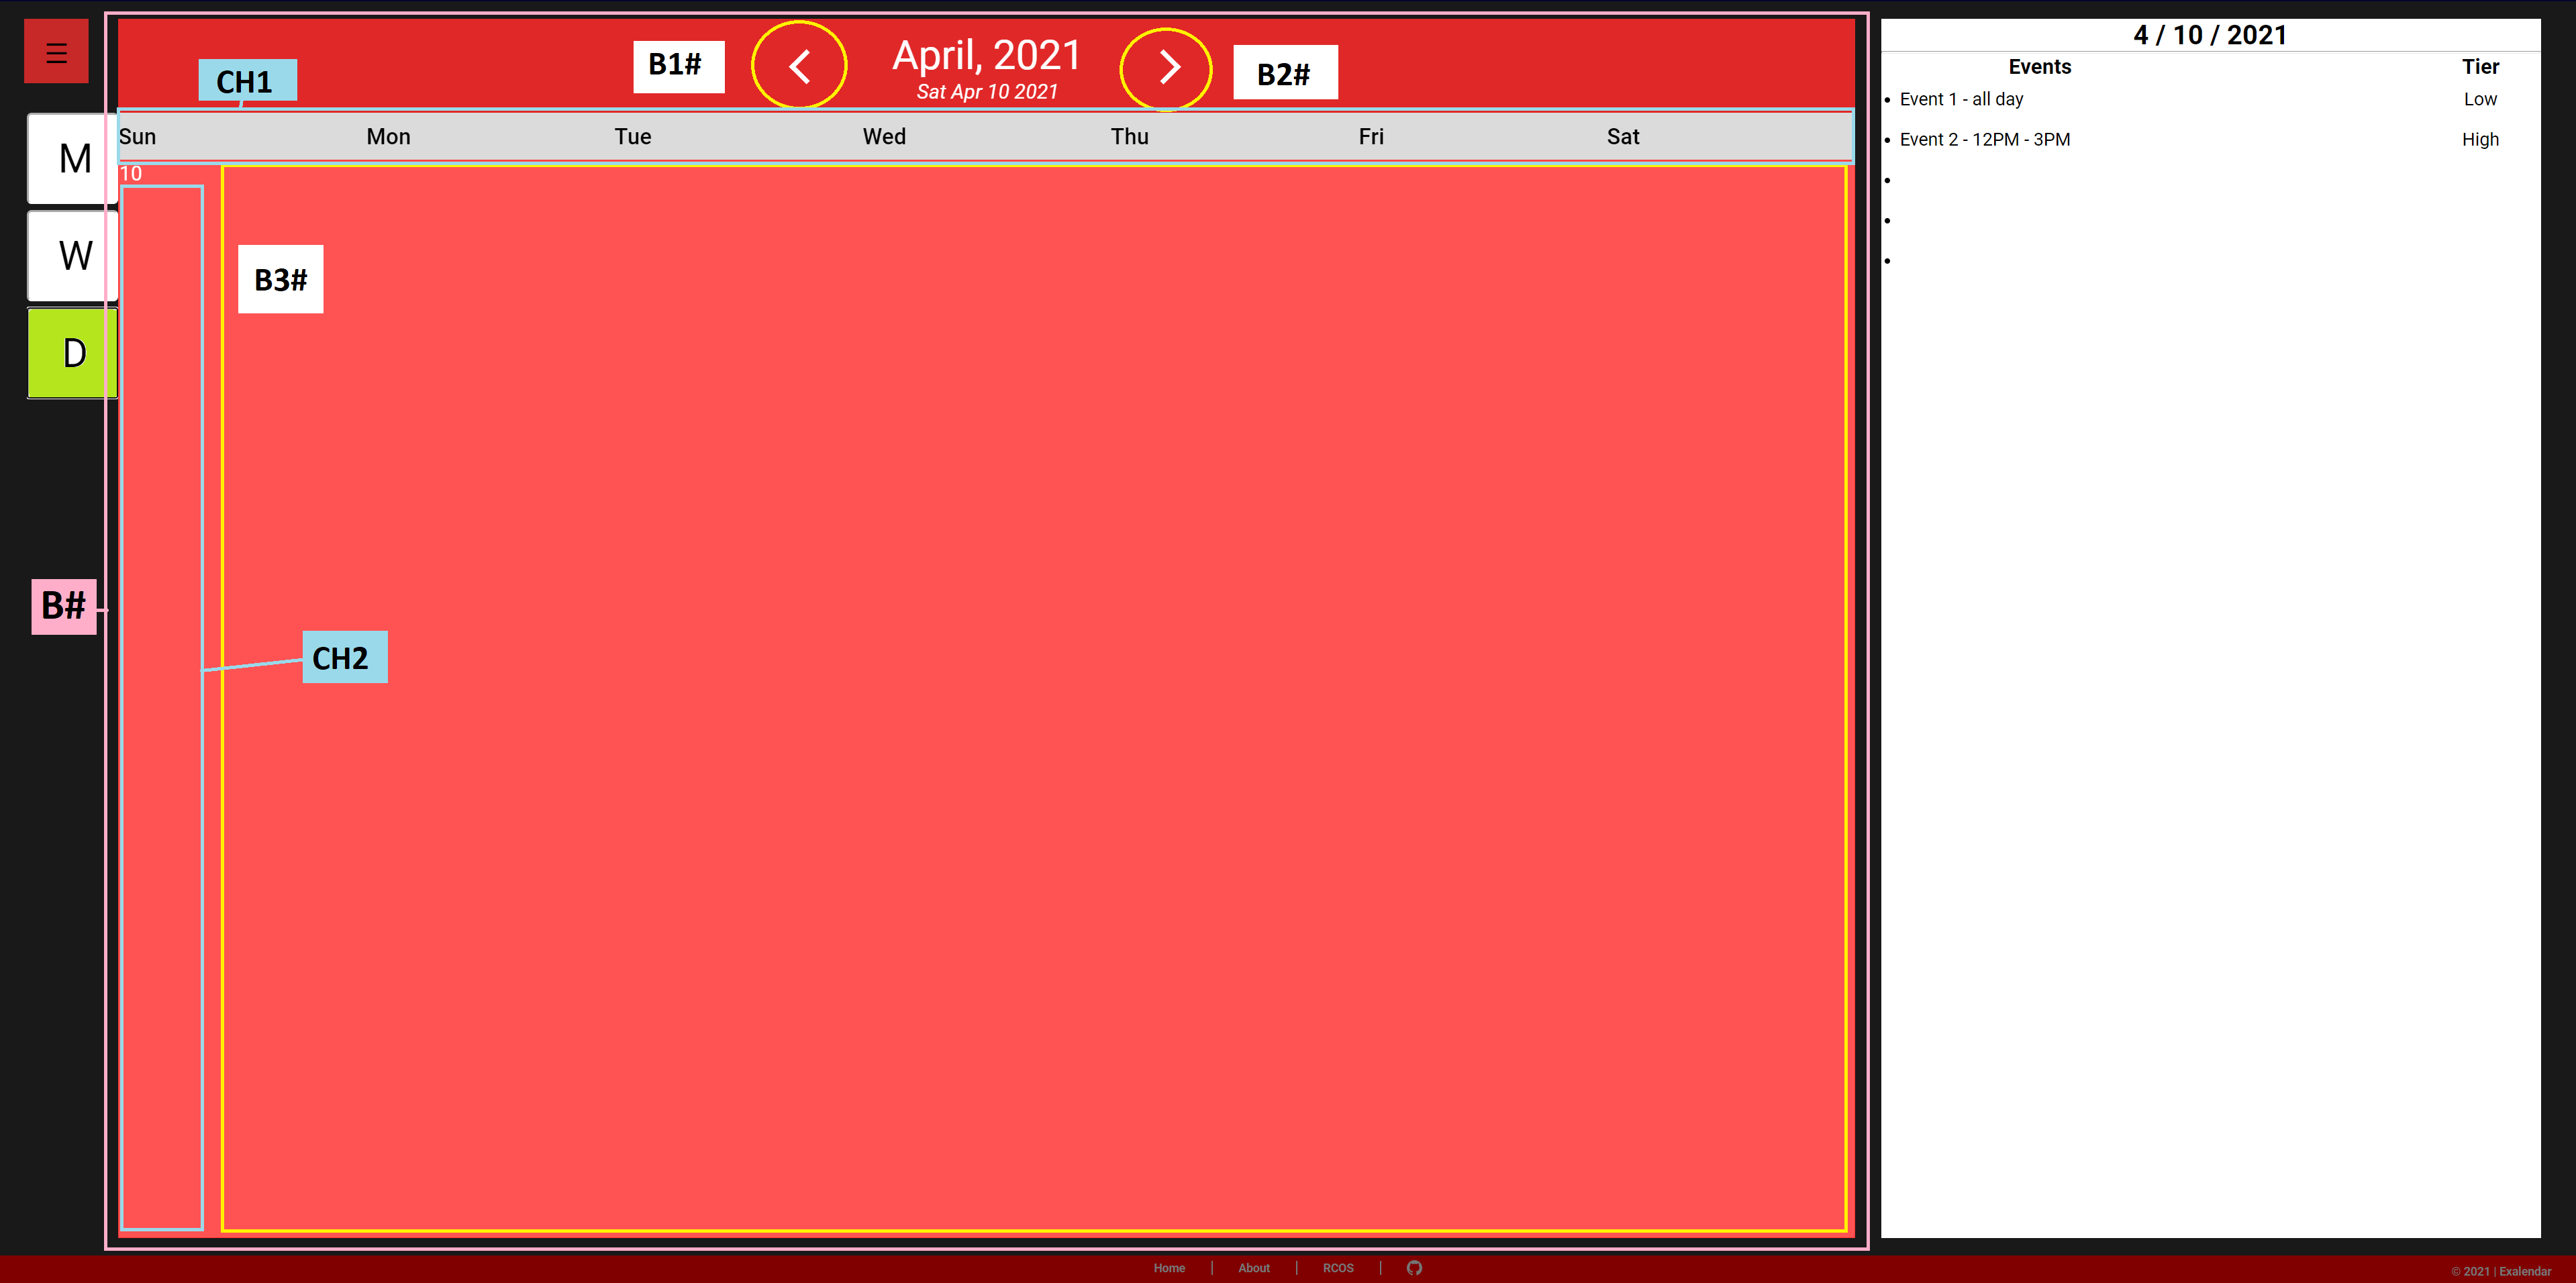 B1#
April, 2021
B2#
Sat Apr 10 2021
CH1
Sun Mon Tue Wed Thu Fri Sat
M
W
D
10
B3#
B#
CH2
4 / 10 / 2021
Events Tier
Event 1 - all day Low
Event 2 - 12PM - 3PM High
Home | About | RCOS |
© 2021 | Exalendar